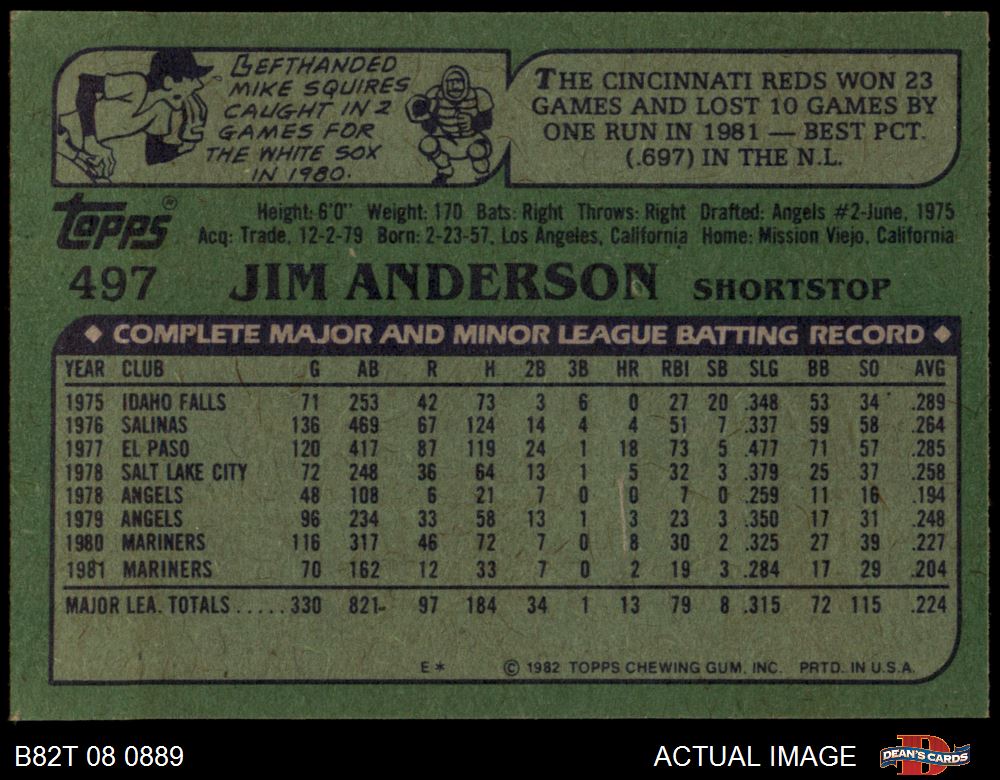 LEFTHANDED
MIKE SQUIRES
CAUGHT IN 2
GAMES FOR
THE WHITE SOX
IN 1980.
THE CINCINNATI REDS WON 23
GAMES AND LOST 10 GAMES BY
ONE RUN IN 1981 — BEST PCT.
(.697) IN THE N.L.
TOPPS®
Height: 6'0" Weight: 170 Bats: Right Throws: Right Drafted: Angels #2-June, 1975
Acq: Trade, 12-2-79 Born: 2-23-57, Los Angeles, California Home: Mission Viejo, California
497 JIM ANDERSON SHORTSTOP
◆ COMPLETE MAJOR AND MINOR LEAGUE BATTING RECORD ◆
YEAR CLUB G AB R H 2B 3B HR RBI SB SLG BB SO AVG
1975 IDAHO FALLS 71 253 42 73 3 6 0 27 20 .348 53 34 .289
1976 SALINAS 136 469 67 124 14 4 4 51 7 .337 59 58 .264
1977 EL PASO 120 417 87 119 24 1 18 73 5 .477 71 57 .285
1978 SALT LAKE CITY 72 248 36 64 13 1 5 32 3 .379 25 37 .258
1978 ANGELS 48 108 6 21 7 0 0 7 0 .259 11 16 .194
1979 ANGELS 96 234 33 58 13 1 3 23 3 .350 17 31 .248
1980 MARINERS 116 317 46 72 7 0 8 30 2 .325 27 39 .227
1981 MARINERS 70 162 12 33 7 0 2 19 3 .284 17 29 .204
MAJOR LEA. TOTALS.....330 821 97 184 34 1 13 79 8 .315 72 115 .224
E* © 1982 TOPPS CHEWING GUM, INC. PRTD. IN U.S.A.
B82T 08 0889 ACTUAL IMAGE D DEAN'S CARDS